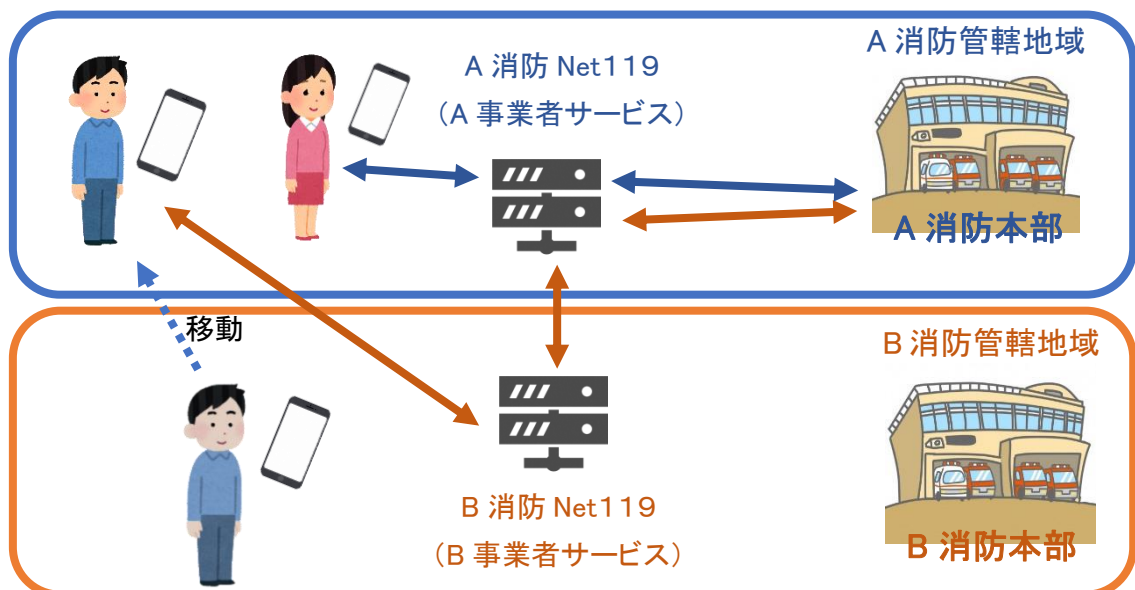 A 消防 Net119
（A 事業者サービス）
A 消防管轄地域
A 消防本部
移動
B 消防管轄地域
B 消防 Net119
（B 事業者サービス）
B 消防本部